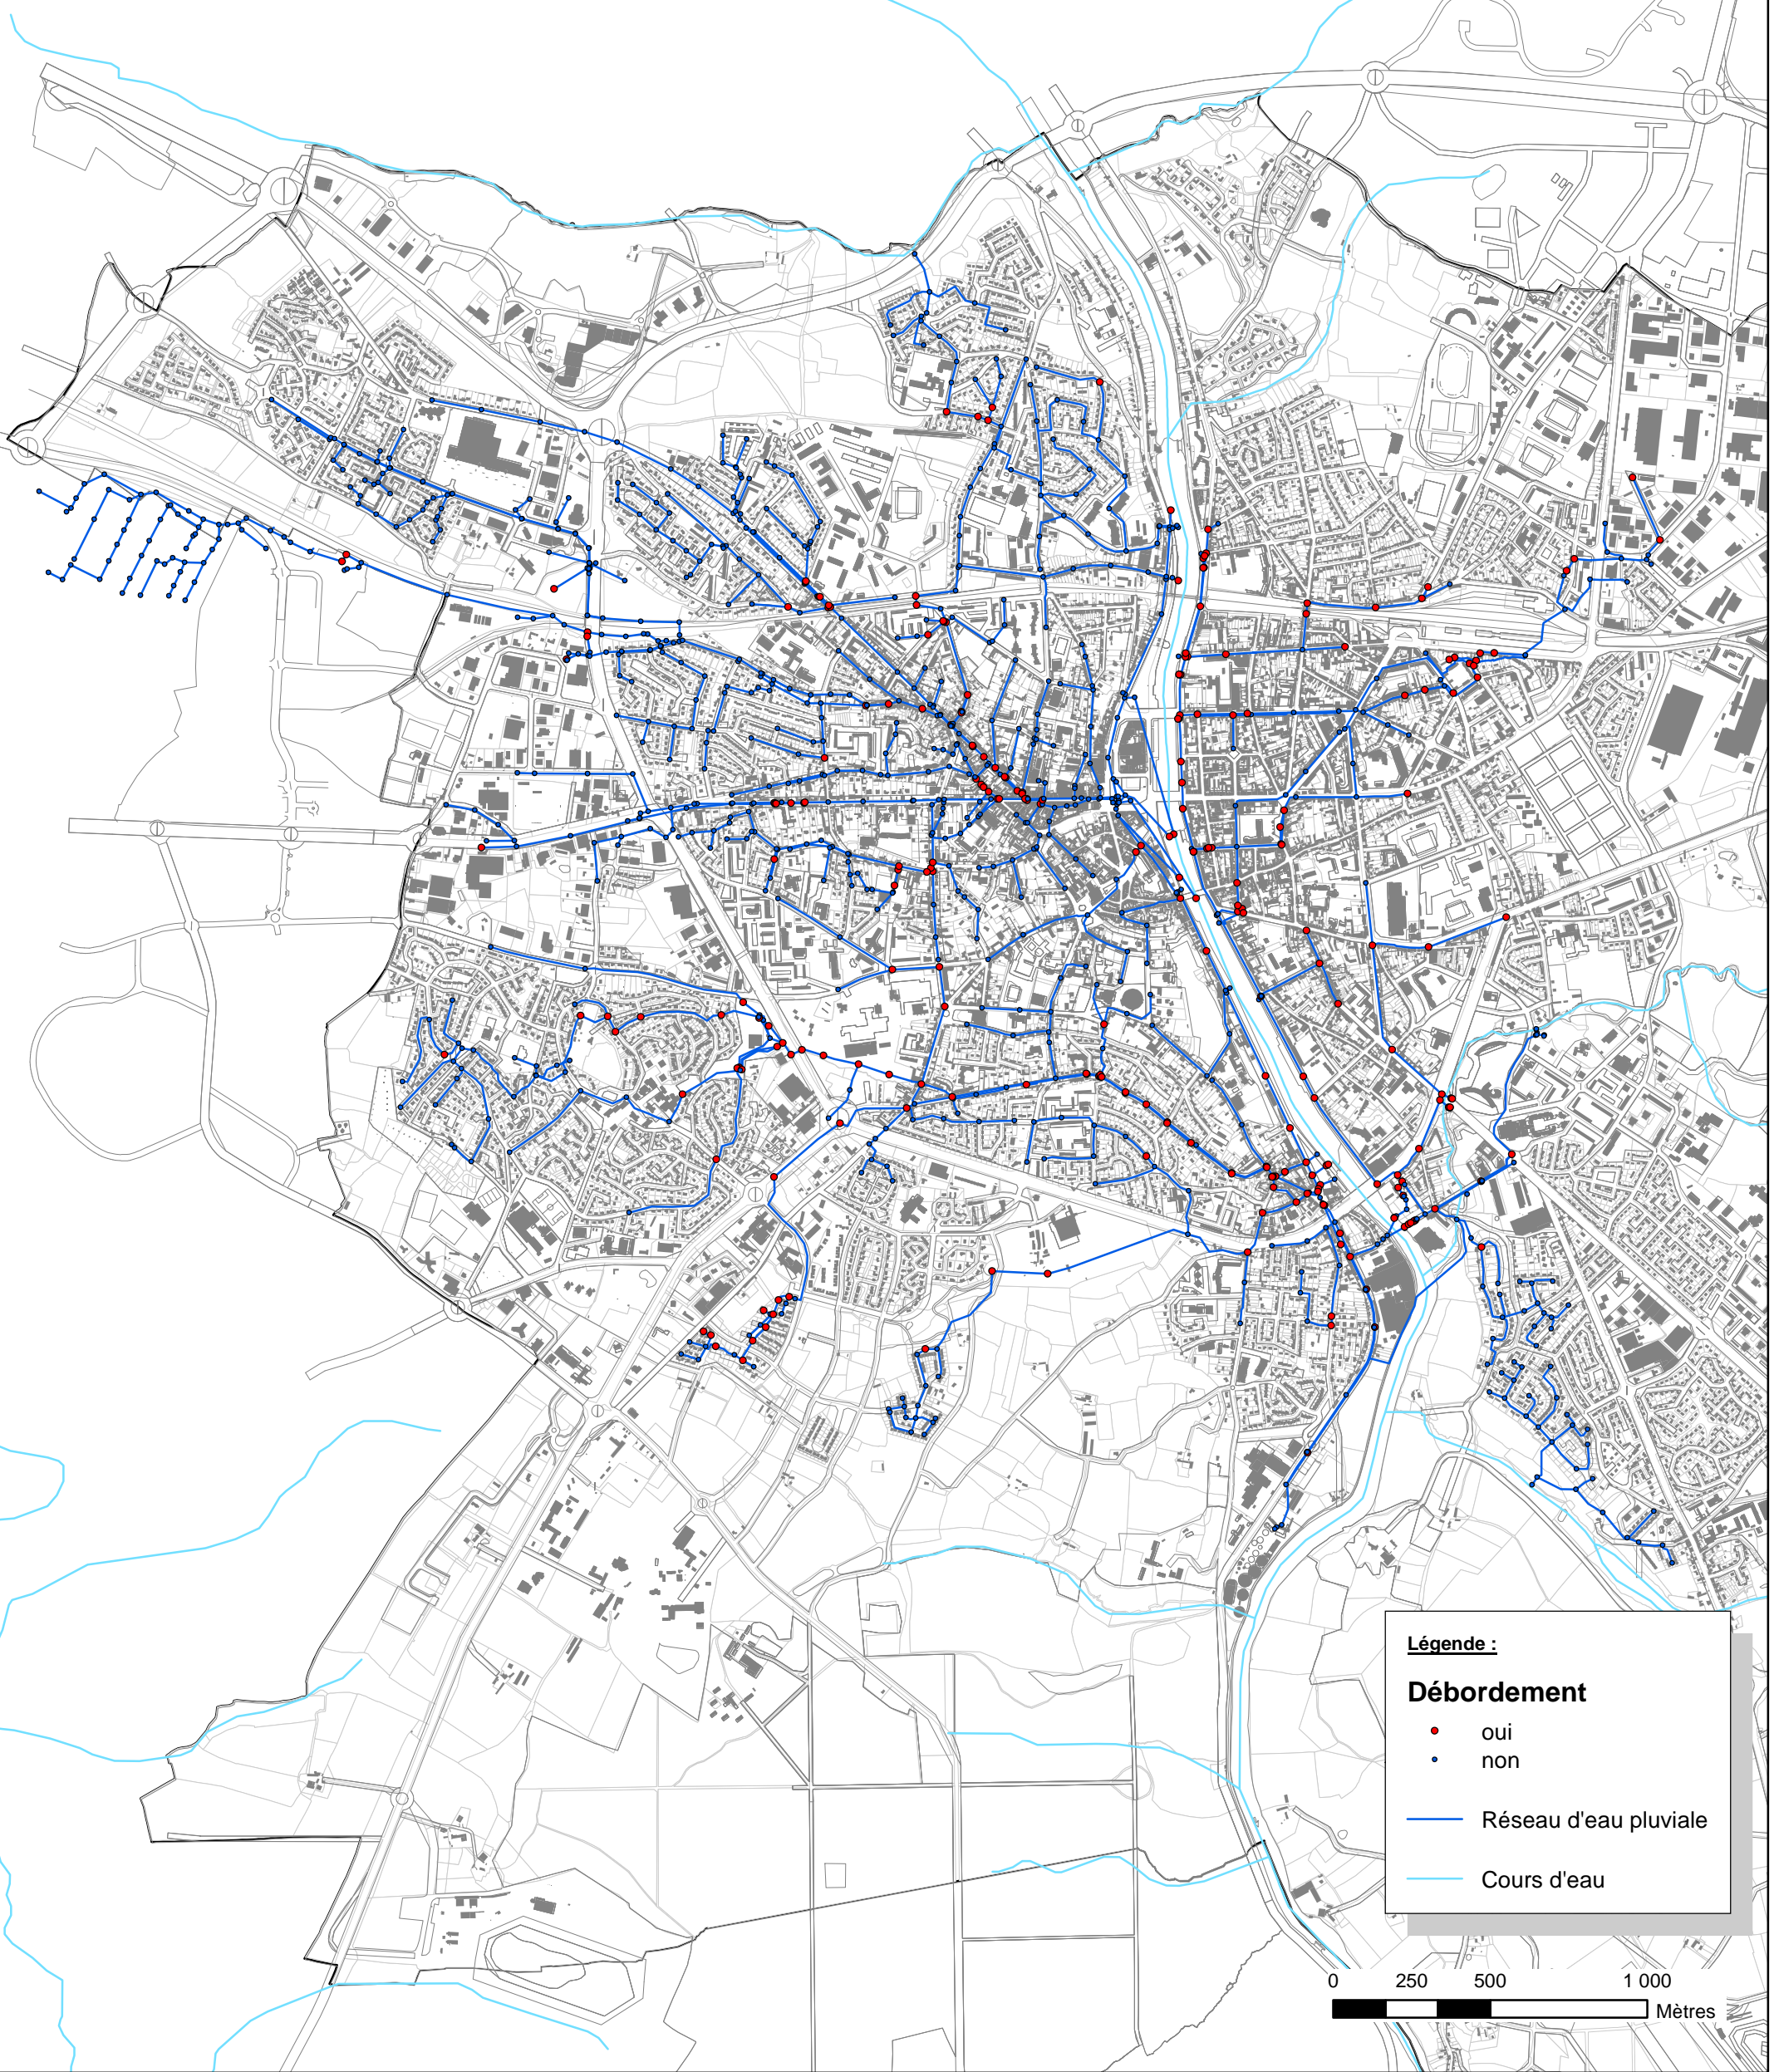 Légende :
Débordement
oui
non
Réseau d'eau pluviale
Cours d'eau
0 250 500 1 000
Mètres